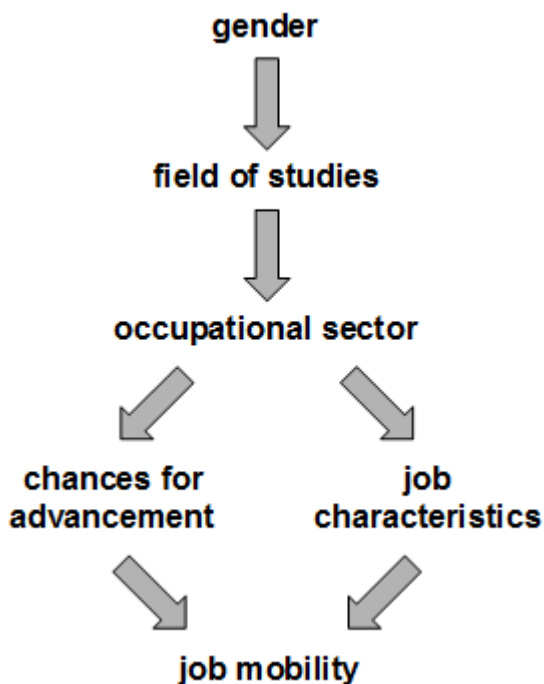 gender
field of studies
occupational sector
chances for
advancement
job
characteristics
job mobility